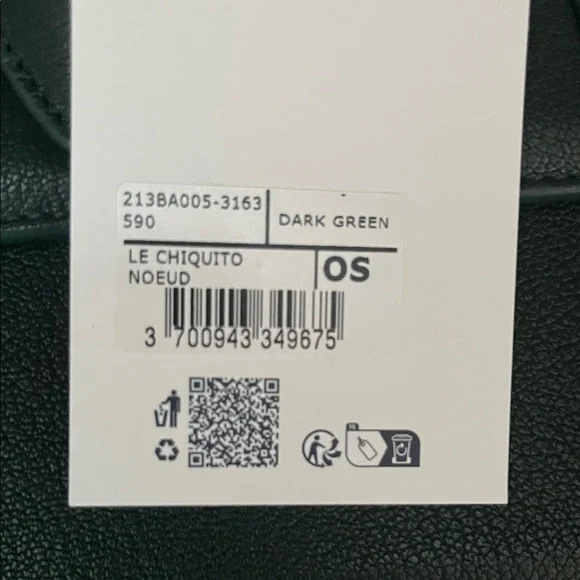 213BA005-3163
590
DARK GREEN
LE CHIQUITO
NOEUD
OS
3 700943 349675